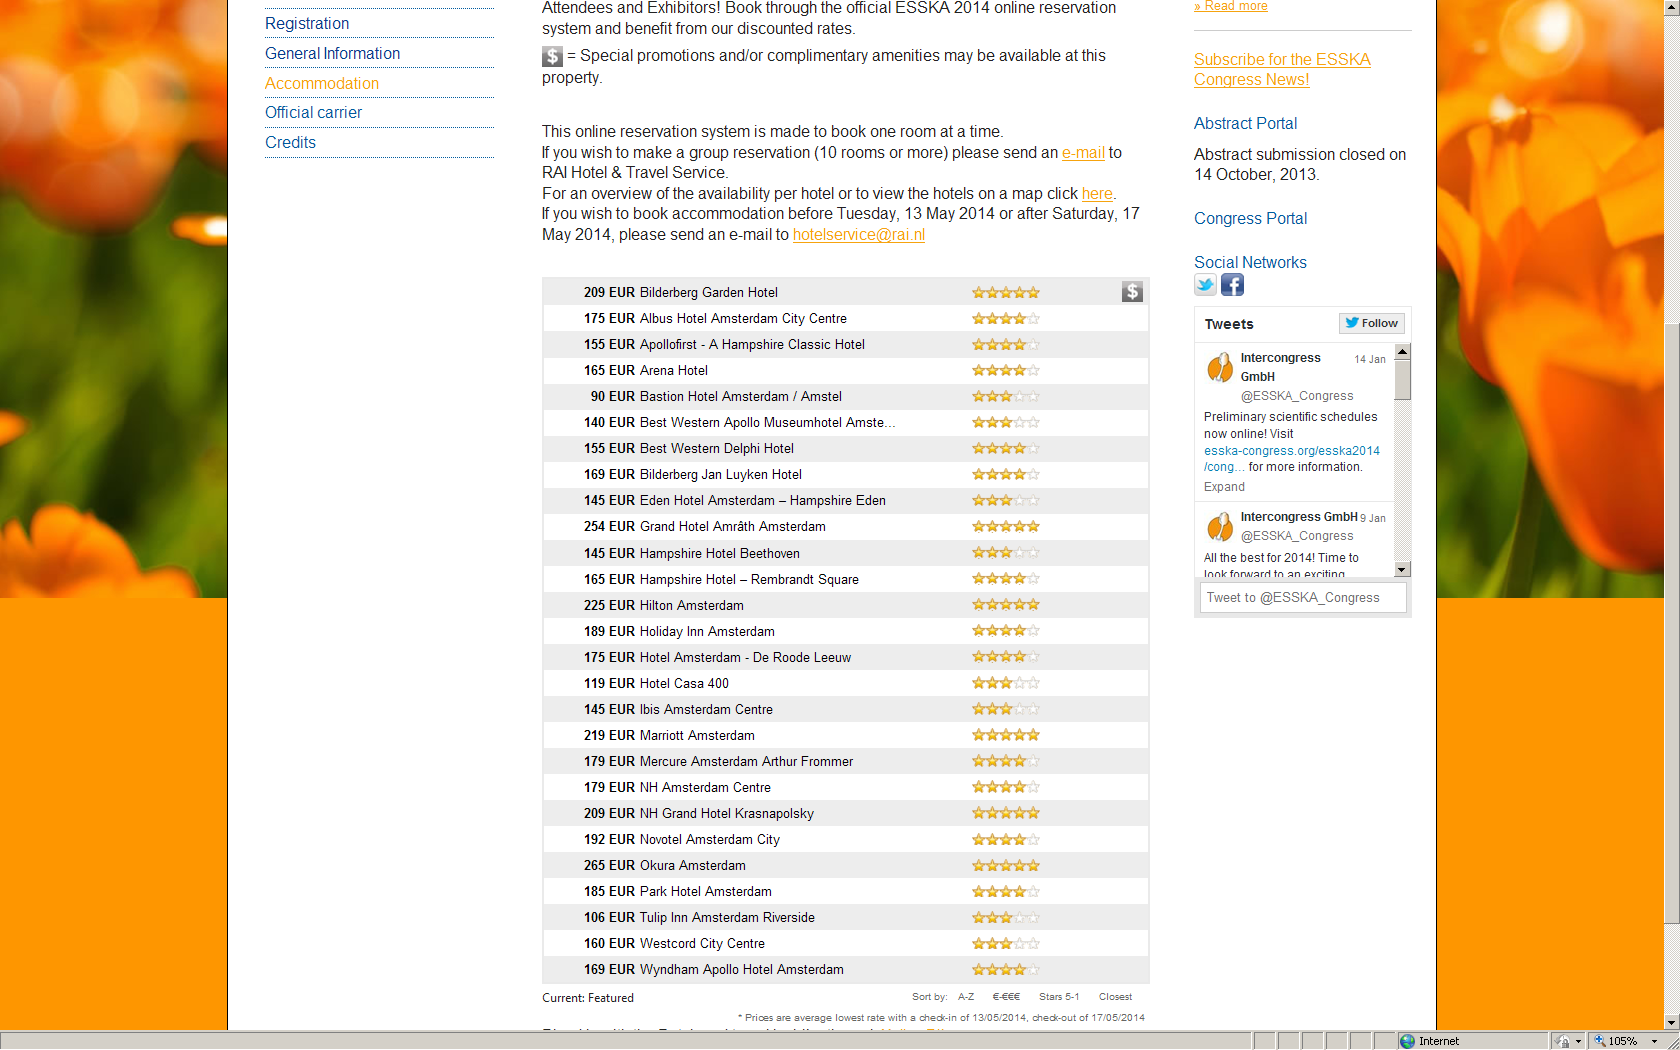 Registration
General Information
Accommodation
Official carrier
Credits
Attendees and Exhibitors! Book through the official ESSKA 2014 online reservation
system and benefit from our discounted rates.
$ = Special promotions and/or complimentary amenities may be available at this
property.
This online reservation system is made to book one room at a time.
If you wish to make a group reservation (10 rooms or more) please send an e-mail to
RAI Hotel & Travel Service.
For an overview of the availability per hotel or to view the hotels on a map click here.
If you wish to book accommodation before Tuesday, 13 May 2014 or after Saturday, 17
May 2014, please send an e-mail to hotelservice@rai.nl
209 EUR Bilderberg Garden Hotel $
175 EUR Albus Hotel Amsterdam City Centre
155 EUR Apollofirst - A Hampshire Classic Hotel
165 EUR Arena Hotel
90 EUR Bastion Hotel Amsterdam / Amstel
140 EUR Best Western Apollo Museumhotel Amste...
155 EUR Best Western Delphi Hotel
169 EUR Bilderberg Jan Luyken Hotel
145 EUR Eden Hotel Amsterdam – Hampshire Eden
254 EUR Grand Hotel Amrâth Amsterdam
145 EUR Hampshire Hotel Beethoven
165 EUR Hampshire Hotel – Rembrandt Square
225 EUR Hilton Amsterdam
189 EUR Holiday Inn Amsterdam
175 EUR Hotel Amsterdam - De Roode Leeuw
119 EUR Hotel Casa 400
145 EUR Ibis Amsterdam Centre
219 EUR Marriott Amsterdam
179 EUR Mercure Amsterdam Arthur Frommer
179 EUR NH Amsterdam Centre
209 EUR NH Grand Hotel Krasnapolsky
192 EUR Novotel Amsterdam City
265 EUR Okura Amsterdam
185 EUR Park Hotel Amsterdam
106 EUR Tulip Inn Amsterdam Riverside
160 EUR Westcord City Centre
169 EUR Wyndham Apollo Hotel Amsterdam
Current: Featured Sort by: A-Z €-€€€ Stars 5-1 Closest
* Prices are average lowest rate with a check-in of 13/05/2014, check-out of 17/05/2014
» Read more
Subscribe for the ESSKA
Congress News!
Abstract Portal
Abstract submission closed on
14 October, 2013.
Congress Portal
Social Networks
Tweets Follow
Intercongress 14 Jan
GmbH
@ESSKA_Congress
Preliminary scientific schedules
now online! Visit
esska-congress.org/esska2014
/cong... for more information.
Expand
Intercongress GmbH 9 Jan
@ESSKA_Congress
All the best for 2014! Time to
look forward to an exciting
Tweet to @ESSKA_Congress
Internet 105%